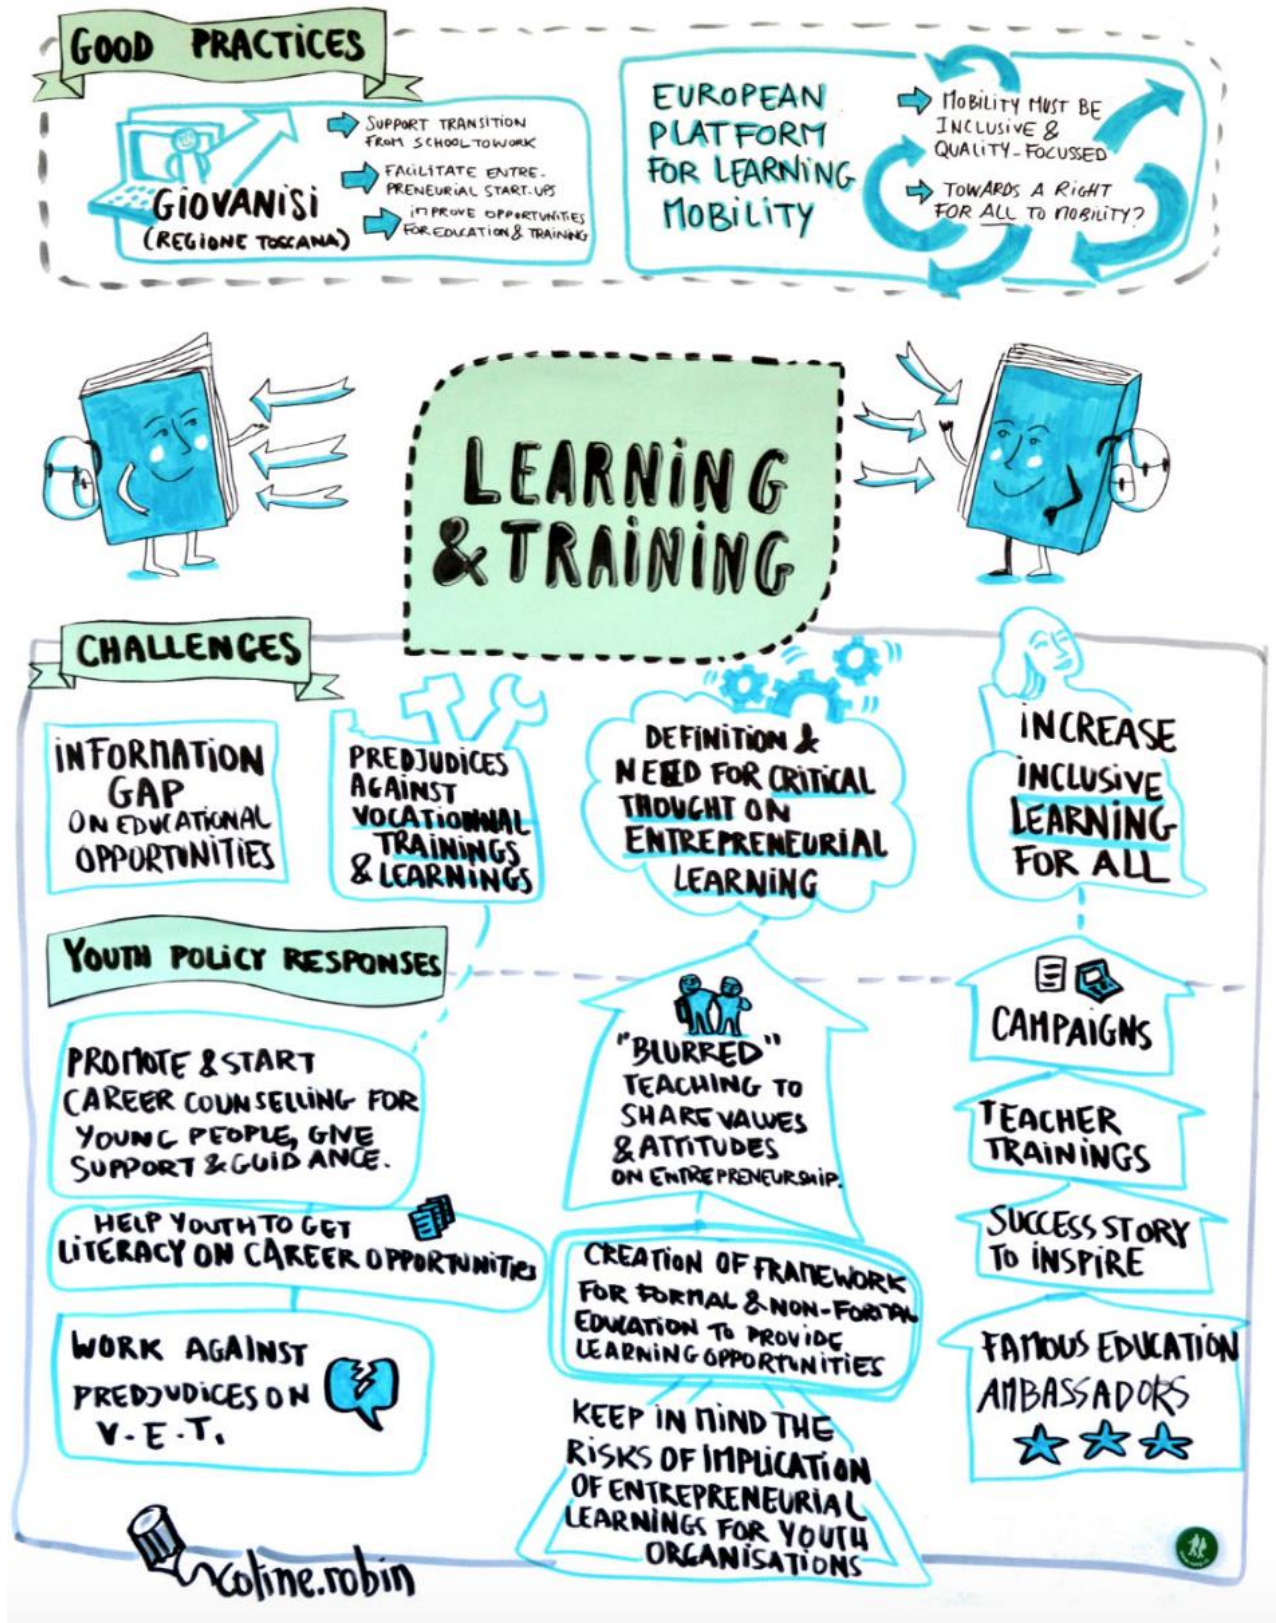 GOOD PRACTICES
GIOVANISI
(REGIONE TOSCANA)
SUPPORT TRANSITION
FROM SCHOOL TO WORK
FACILITATE ENTRE-
PRENEURIAL START-UPS
IMPROVE OPPORTUNITIES
FOR EDUCATION & TRAINING
EUROPEAN
PLATFORM
FOR LEARNING
MOBILITY
MOBILITY MUST BE
INCLUSIVE &
QUALITY-FOCUSSED
TOWARDS A RIGHT
FOR ALL TO MOBILITY?
LEARNING
& TRAINING
CHALLENGES
INFORMATION
GAP
ON EDUCATIONAL
OPPORTUNITIES
PREDJUDICES
AGAINST
VOCATIONNAL
TRAININGS
& LEARNINGS
DEFINITION &
NEED FOR CRITICAL
THOUGHT ON
ENTREPRENEURIAL
LEARNING
INCREASE
INCLUSIVE
LEARNING
FOR ALL
YOUTH POLICY RESPONSES
PROMOTE & START
CAREER COUNSELLING FOR
YOUNG PEOPLE, GIVE
SUPPORT & GUIDANCE.
HELP YOUTH TO GET
LITERACY ON CAREER OPPORTUNITIES
WORK AGAINST
PREDJUDICES ON
V.E.T.
"BLURRED"
TEACHING TO
SHARE VALUES
& ATTITUDES
ON ENTREPRENEURSHIP.
CREATION OF FRAMEWORK
FOR FORMAL & NON-FORMAL
EDUCATION TO PROVIDE
LEARNING OPPORTUNITIES
KEEP IN MIND THE
RISKS OF IMPLICATION
OF ENTREPRENEURIAL
LEARNINGS FOR YOUTH
ORGANISATIONS
CAMPAIGNS
TEACHER
TRAININGS
SUCCESS STORY
TO INSPIRE
FAMOUS EDUCATION
AMBASSADORS
coline.robin